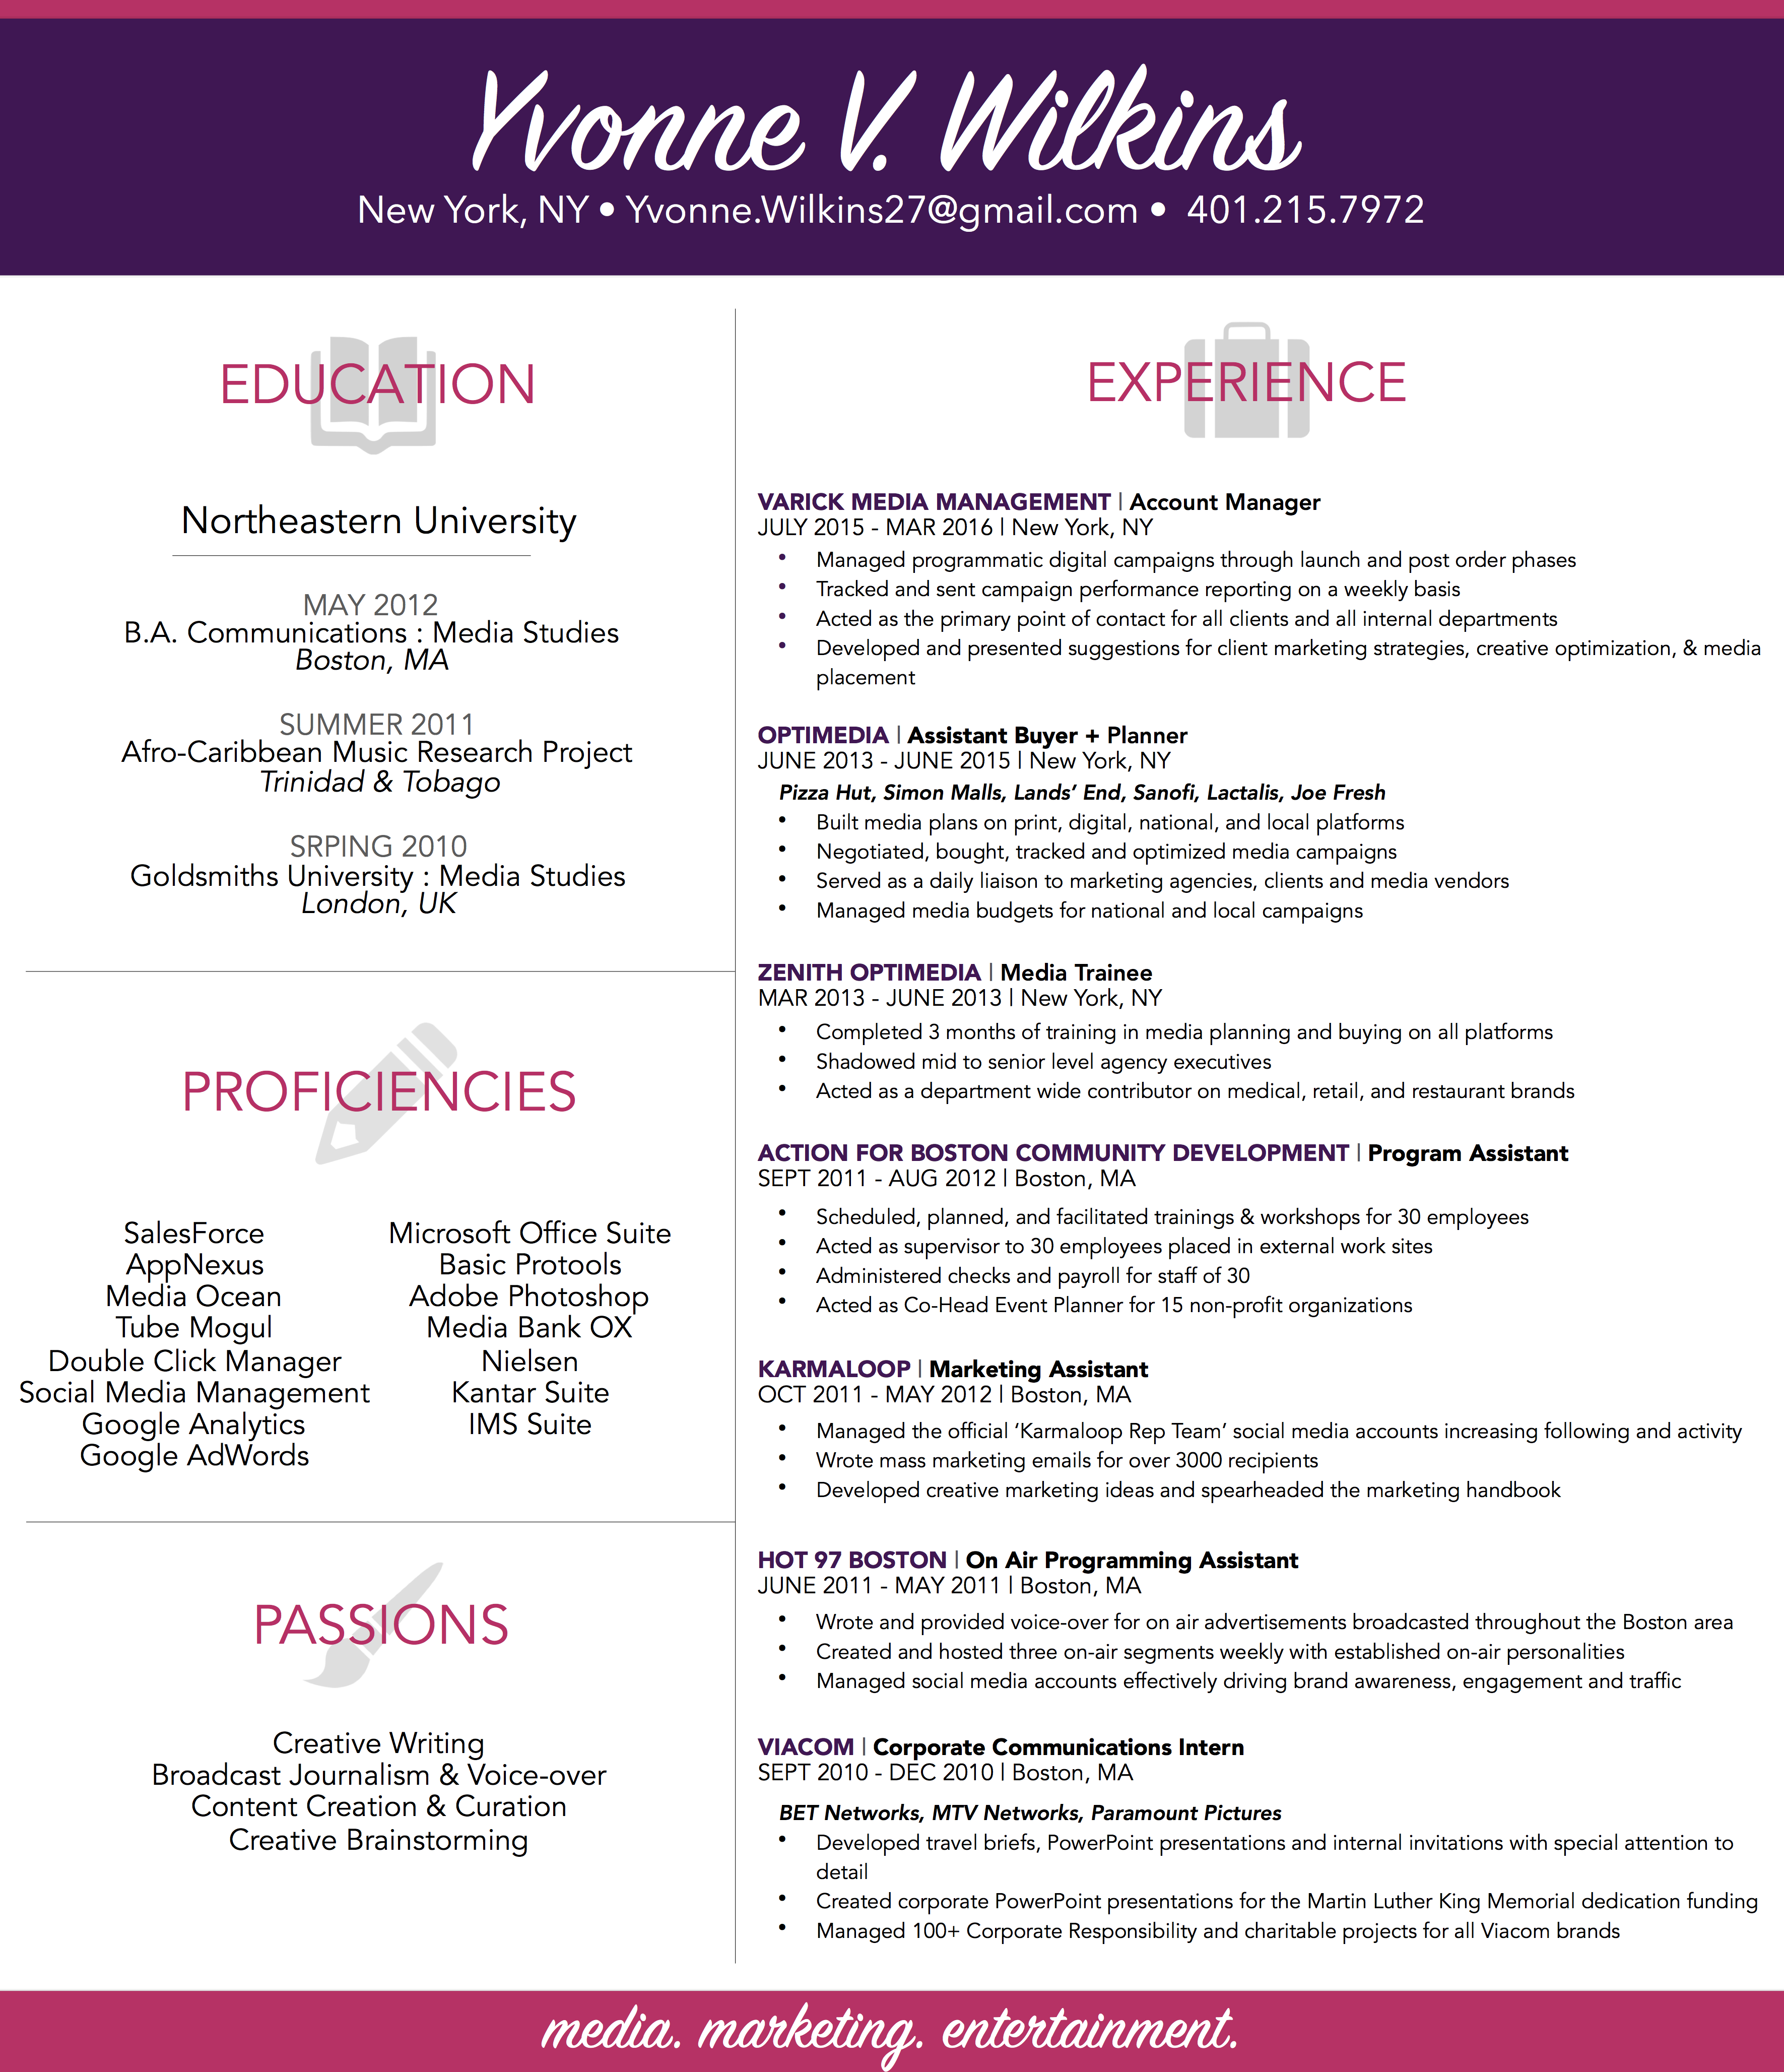 Yvonne V. Wilkins
New York, NY • Yvonne.Wilkins27@gmail.com • 401.215.7972
EDUCATION
Northeastern University
MAY 2012
B.A. Communications : Media Studies
Boston, MA
SUMMER 2011
Afro-Caribbean Music Research Project
Trinidad & Tobago
SRPING 2010
Goldsmiths University : Media Studies
London, UK
PROFICIENCIES
SalesForce
AppNexus
Media Ocean
Tube Mogul
Double Click Manager
Social Media Management
Google Analytics
Google AdWords
Microsoft Office Suite
Basic Protools
Adobe Photoshop
Media Bank OX
Nielsen
Kantar Suite
IMS Suite
PASSIONS
Creative Writing
Broadcast Journalism & Voice-over
Content Creation & Curation
Creative Brainstorming
EXPERIENCE
VARICK MEDIA MANAGEMENT | Account Manager
JULY 2015 - MAR 2016 | New York, NY
• Managed programmatic digital campaigns through launch and post order phases
• Tracked and sent campaign performance reporting on a weekly basis
• Acted as the primary point of contact for all clients and all internal departments
• Developed and presented suggestions for client marketing strategies, creative optimization, & media
placement
OPTIMEDIA | Assistant Buyer + Planner
JUNE 2013 - JUNE 2015 | New York, NY
Pizza Hut, Simon Malls, Lands’ End, Sanofi, Lactalis, Joe Fresh
• Built media plans on print, digital, national, and local platforms
• Negotiated, bought, tracked and optimized media campaigns
• Served as a daily liaison to marketing agencies, clients and media vendors
• Managed media budgets for national and local campaigns
ZENITH OPTIMEDIA | Media Trainee
MAR 2013 - JUNE 2013 | New York, NY
• Completed 3 months of training in media planning and buying on all platforms
• Shadowed mid to senior level agency executives
• Acted as a department wide contributor on medical, retail, and restaurant brands
ACTION FOR BOSTON COMMUNITY DEVELOPMENT | Program Assistant
SEPT 2011 - AUG 2012 | Boston, MA
• Scheduled, planned, and facilitated trainings & workshops for 30 employees
• Acted as supervisor to 30 employees placed in external work sites
• Administered checks and payroll for staff of 30
• Acted as Co-Head Event Planner for 15 non-profit organizations
KARMALOOP | Marketing Assistant
OCT 2011 - MAY 2012 | Boston, MA
• Managed the official ‘Karmaloop Rep Team’ social media accounts increasing following and activity
• Wrote mass marketing emails for over 3000 recipients
• Developed creative marketing ideas and spearheaded the marketing handbook
HOT 97 BOSTON | On Air Programming Assistant
JUNE 2011 - MAY 2011 | Boston, MA
• Wrote and provided voice-over for on air advertisements broadcasted throughout the Boston area
• Created and hosted three on-air segments weekly with established on-air personalities
• Managed social media accounts effectively driving brand awareness, engagement and traffic
VIACOM | Corporate Communications Intern
SEPT 2010 - DEC 2010 | Boston, MA
BET Networks, MTV Networks, Paramount Pictures
• Developed travel briefs, PowerPoint presentations and internal invitations with special attention to
detail
• Created corporate PowerPoint presentations for the Martin Luther King Memorial dedication funding
• Managed 100+ Corporate Responsibility and charitable projects for all Viacom brands
media. marketing. entertainment.